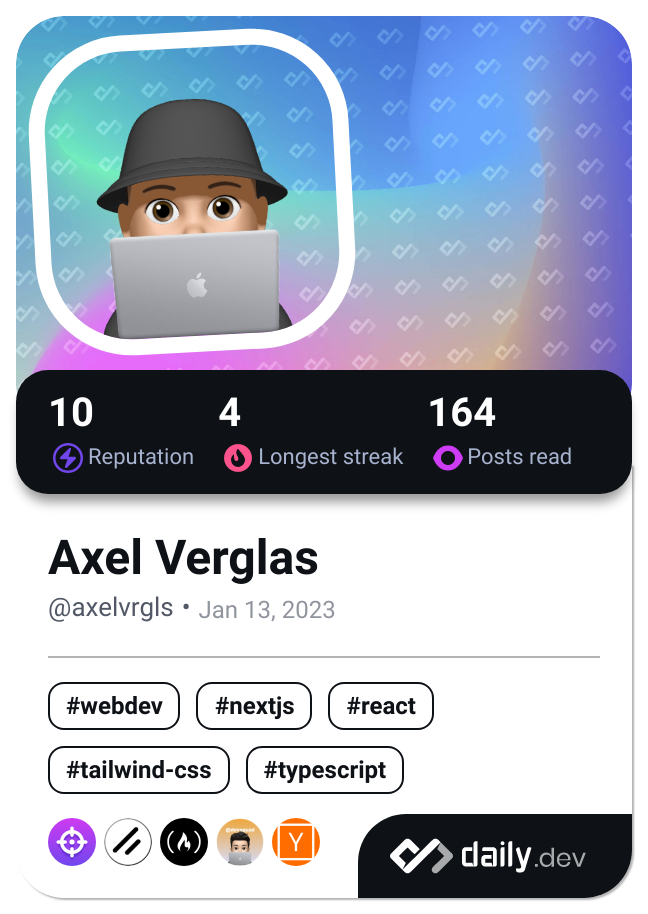 10 4 164
Reputation Longest streak Posts read
Axel Verglas
@axelvrgls • Jan 13, 2023
#webdev #nextjs #react
#tailwind-css #typescript
Y
daily.dev